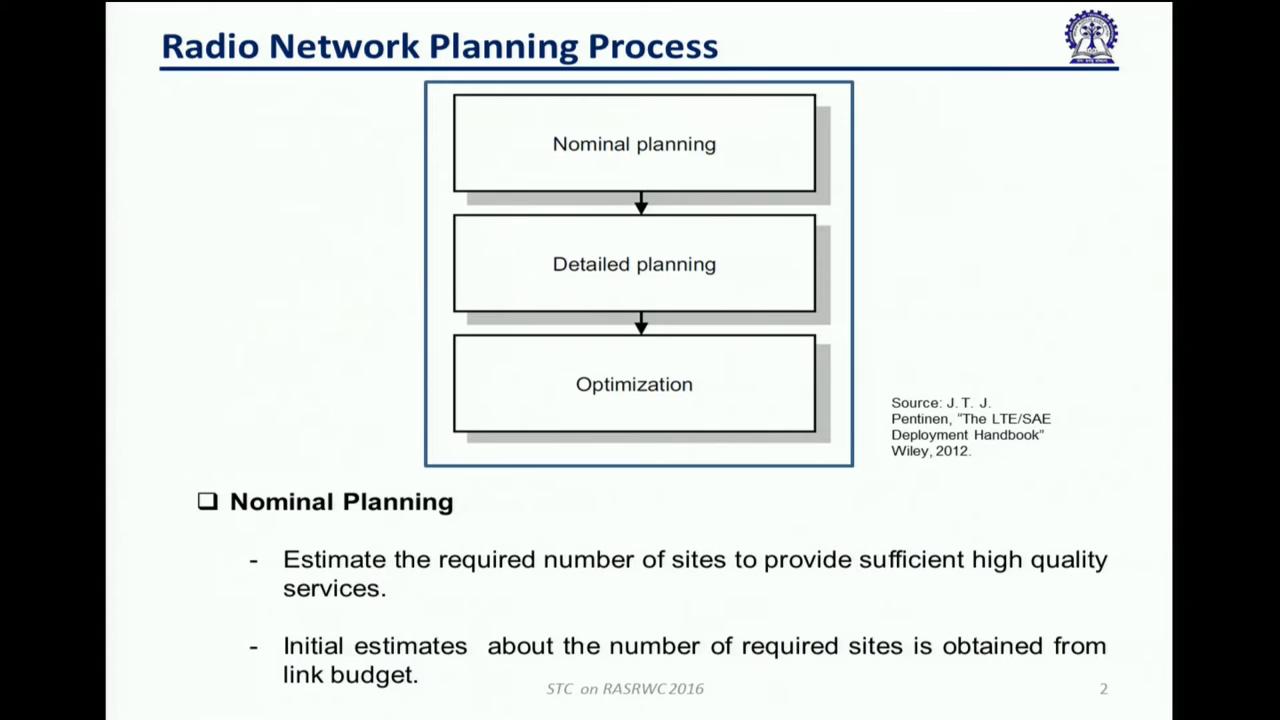 Radio Network Planning Process
Nominal planning
Detailed planning
Optimization
Source: J. T. J.
Pentinen, "The LTE/SAE
Deployment Handbook"
Wiley, 2012.
❑ Nominal Planning
- Estimate the required number of sites to provide sufficient high quality
services.
- Initial estimates about the number of required sites is obtained from
link budget.
STC on RASRWC2016
2